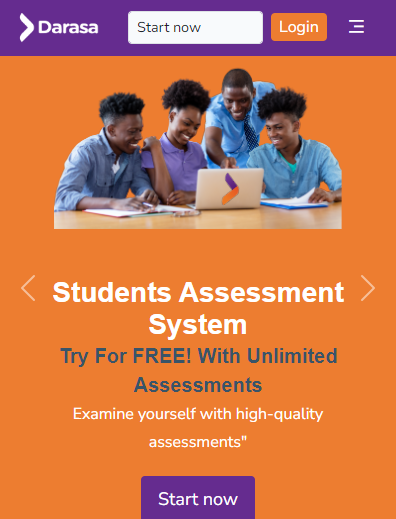 Darasa
Start now
Login
Students Assessment
System
Try For FREE! With Unlimited
Assessments
Examine yourself with high-quality
assessments"
Start now